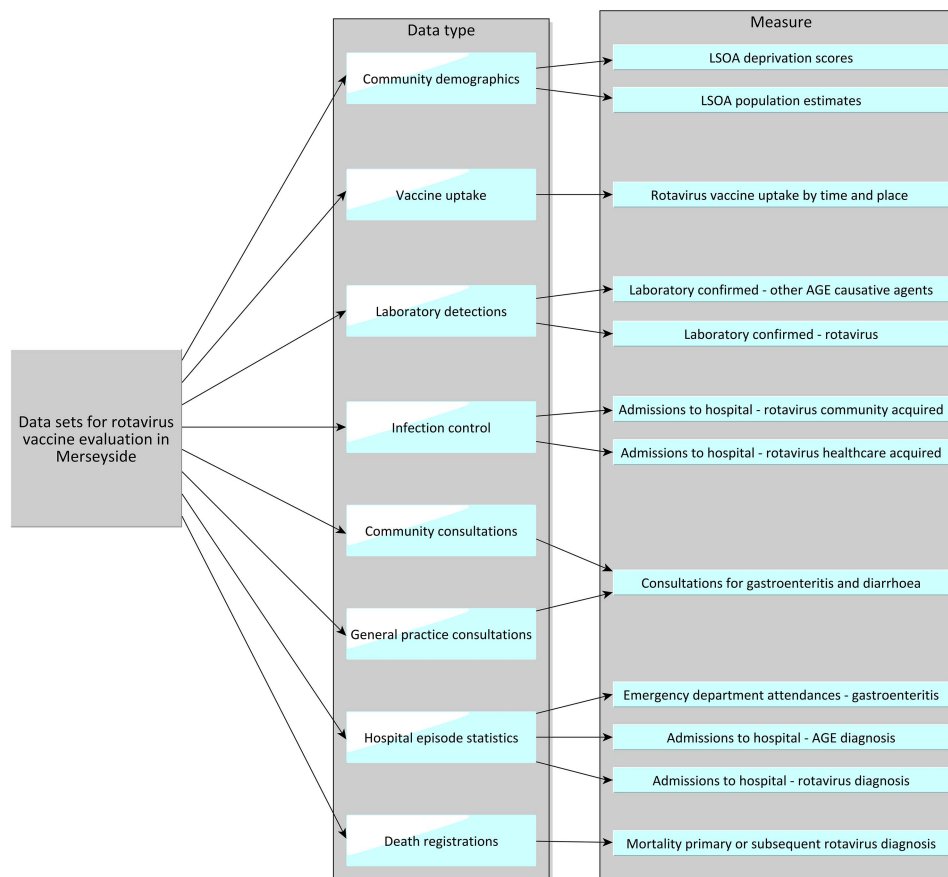 Data type
Measure
Community demographics
LSOA deprivation scores
LSOA population estimates
Vaccine uptake
Rotavirus vaccine uptake by time and place
Laboratory detections
Laboratory confirmed - other AGE causative agents
Laboratory confirmed - rotavirus
Data sets for rotavirus
vaccine evaluation in
Merseyside
Infection control
Admissions to hospital - rotavirus community acquired
Admissions to hospital - rotavirus healthcare acquired
Community consultations
Consultations for gastroenteritis and diarrhoea
General practice consultations
Hospital episode statistics
Emergency department attendances - gastroenteritis
Admissions to hospital - AGE diagnosis
Admissions to hospital - rotavirus diagnosis
Death registrations
Mortality primary or subsequent rotavirus diagnosis